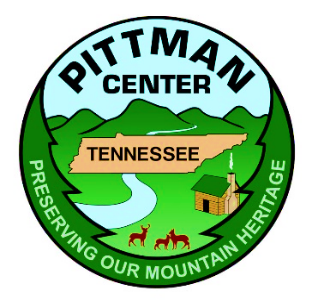 PITTMAN
CENTER
TENNESSEE
PRESERVING OUR MOUNTAIN HERITAGE